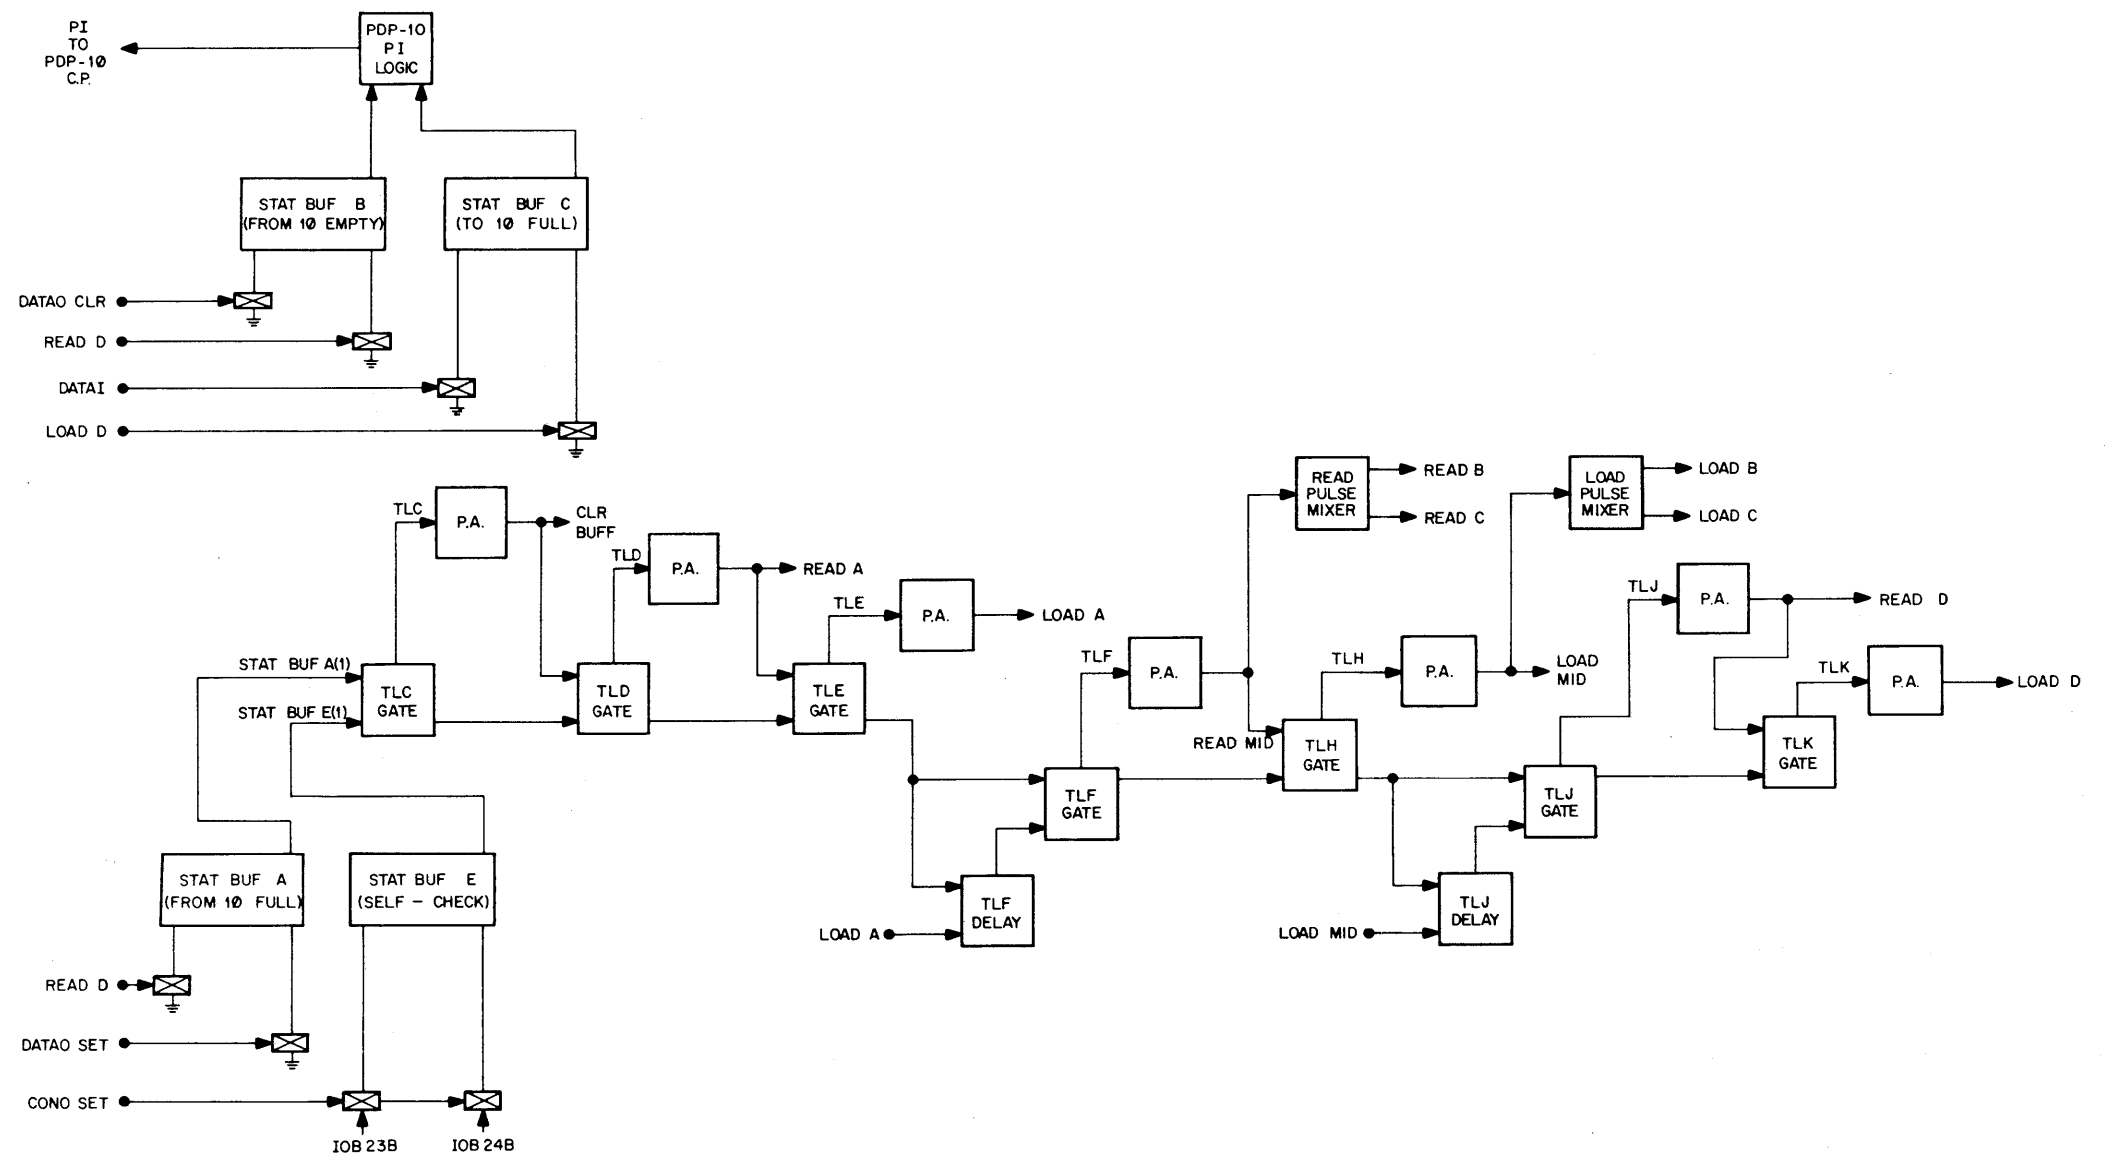 PI
TO
PDP-10
C.P.
PDP-10
PI
LOGIC
STAT BUF B
(FROM 10 EMPTY)
STAT BUF C
(TO 10 FULL)
DATAO CLR
READ D
DATAI
LOAD D
TLC
P.A.
CLR
BUFF
TLD
P.A.
READ A
TLE
P.A.
LOAD A
READ
PULSE
MIXER
READ B
READ C
LOAD
PULSE
MIXER
LOAD B
LOAD C
TLF
P.A.
TLH
P.A.
LOAD
MID
TLJ
P.A.
READ D
TLK
P.A.
LOAD D
STAT BUF A(1)
STAT BUF E(1)
TLC
GATE
TLD
GATE
TLE
GATE
READ MID
TLH
GATE
TLK
GATE
TLF
GATE
TLJ
GATE
STAT BUF A
(FROM 10 FULL)
STAT BUF E
(SELF - CHECK)
LOAD A
TLF
DELAY
LOAD MID
TLJ
DELAY
READ D
DATAO SET
CONO SET
IOB 23B
IOB 24B